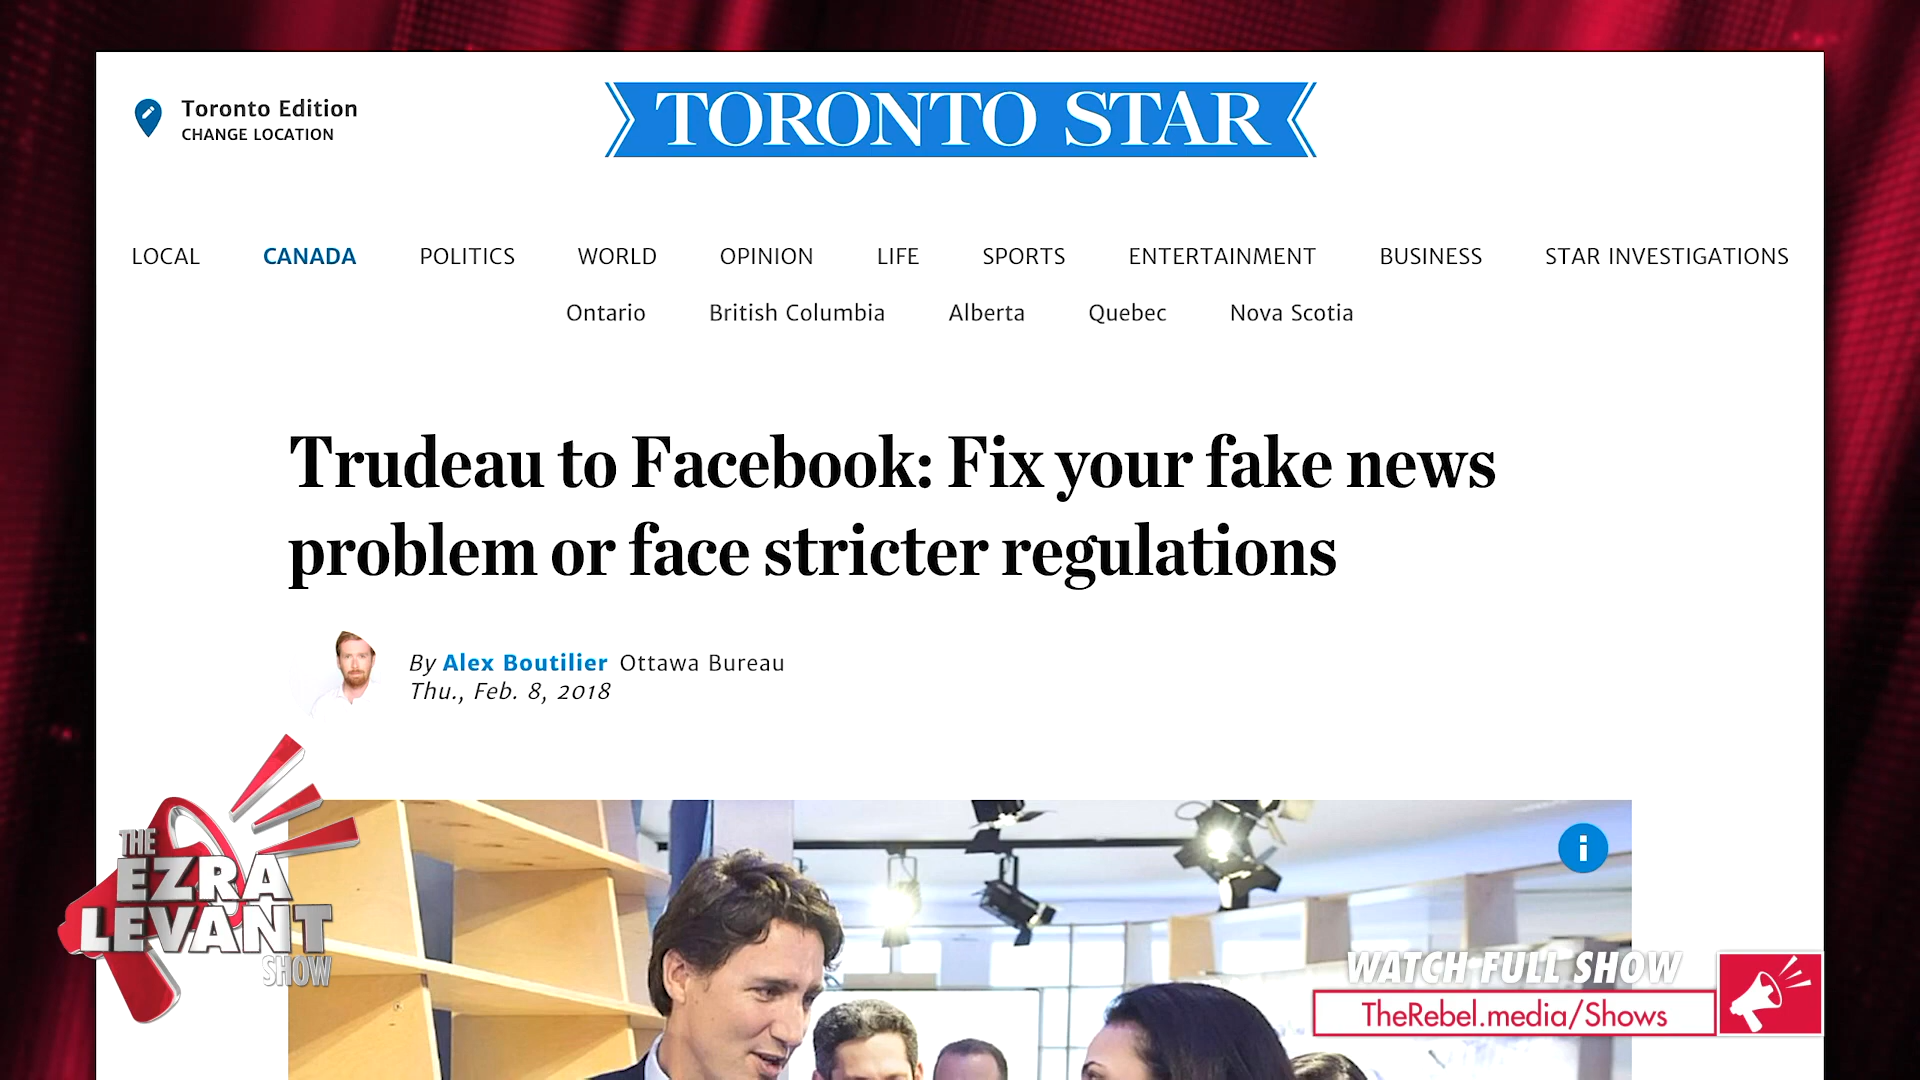 Toronto Edition
CHANGE LOCATION
TORONTO STAR
LOCAL CANADA POLITICS WORLD OPINION LIFE SPORTS ENTERTAINMENT BUSINESS STAR INVESTIGATIONS
Ontario British Columbia Alberta Quebec Nova Scotia
Trudeau to Facebook: Fix your fake news
problem or face stricter regulations
By Alex Boutilier Ottawa Bureau
Thu., Feb. 8, 2018
i
THE
EZRA
LEVANT
SHOW
WATCH FULL SHOW
TheRebel.media/Shows